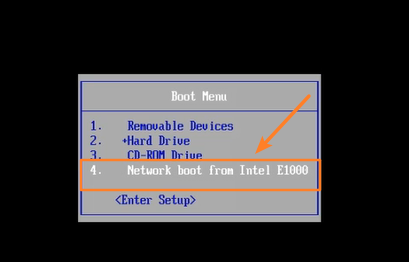 Boot Menu
1. Removable Devices
2. +Hard Drive
3. CD-ROM Drive
4. Network boot from Intel E1000
<Enter Setup>